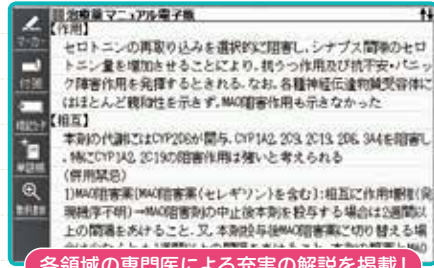 治療薬マニュアル電子版
【作用】
セロトニンの再取り込みを選択的に阻害し、シナプス間隙のセロ
トニン量を増加させることにより、抗うつ作用及び抗不安・パニッ
ク障害作用を発揮するとされる。なお、各種神経伝達物質受容体に
はほとんど親和性を示さず、MAO阻害作用も示さなかった
【相互】
本剤の代謝にはCYP2D6が関与、CYP1A2, 2C9, 2C19, 2D6, 3A4を阻害し
、特にCYP1A2, 2C19の阻害作用は強いと考えられる
(併用禁忌)
1)MAO阻害薬[MAO阻害薬(セレギリン)を含む]:相互に作用増強(発
現機序不明)→MAO阻害剤の中止後本剤を投与する場合は2週間以
上の間隔をあけること、又、本剤投与後MAO阻害薬に切り替える場
マーカー
付箋
暗記カード
単語帳
各領域の専門医による充実の解説を掲載!